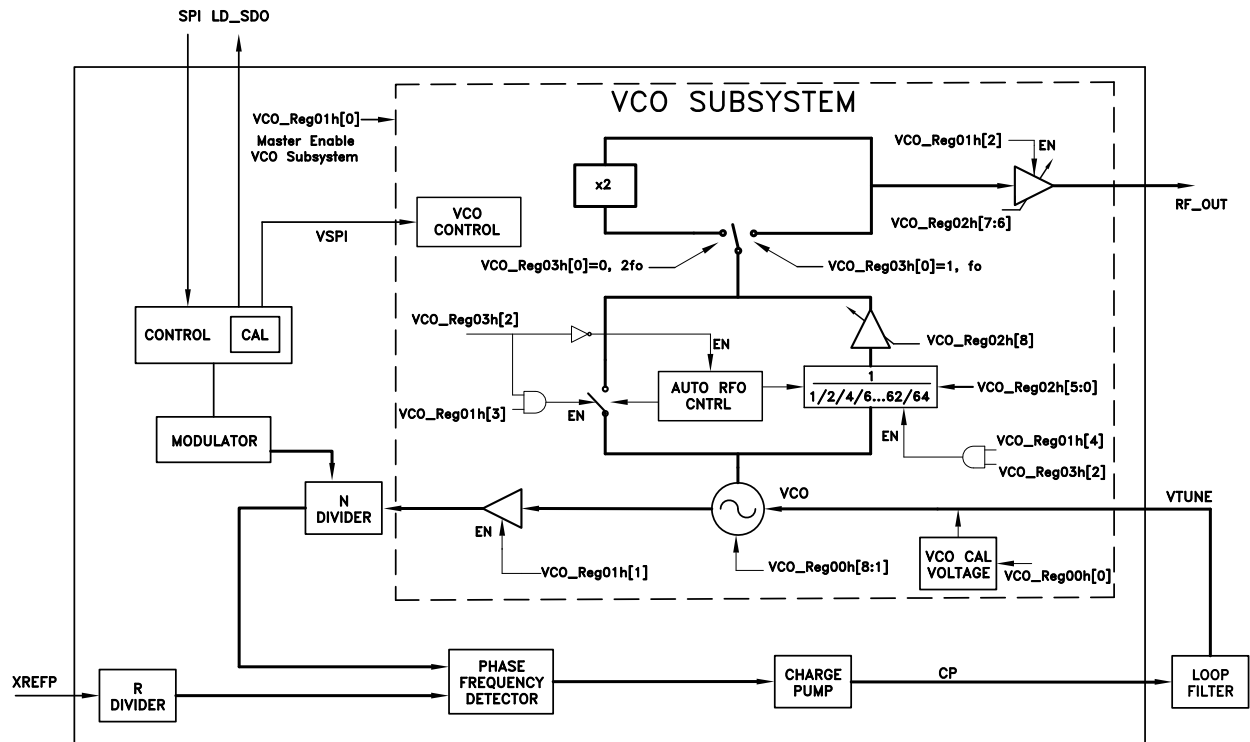 SPI LD_SDO
VCO SUBSYSTEM
VCO_Reg01h[0]
Master Enable
VCO Subsystem
VCO_Reg01h[2]
EN
x2
RF_OUT
VCO_Reg02h[7:6]
VCO
CONTROL
VSPI
VCO_Reg03h[0]=0, 2fo
VCO_Reg03h[0]=1, fo
CONTROL
CAL
VCO_Reg03h[2]
EN
VCO_Reg02h[8]
AUTO RFO
CNTRL
1
1/2/4/6...62/64
VCO_Reg02h[5:0]
VCO_Reg01h[3]
EN
EN
VCO_Reg01h[4]
VCO_Reg03h[2]
MODULATOR
N
DIVIDER
VCO
VTUNE
EN
VCO_Reg01h[1]
VCO_Reg00h[8:1]
VCO CAL
VOLTAGE
VCO_Reg00h[0]
XREFP
R
DIVIDER
PHASE
FREQUENCY
DETECTOR
CHARGE
PUMP
CP
LOOP
FILTER